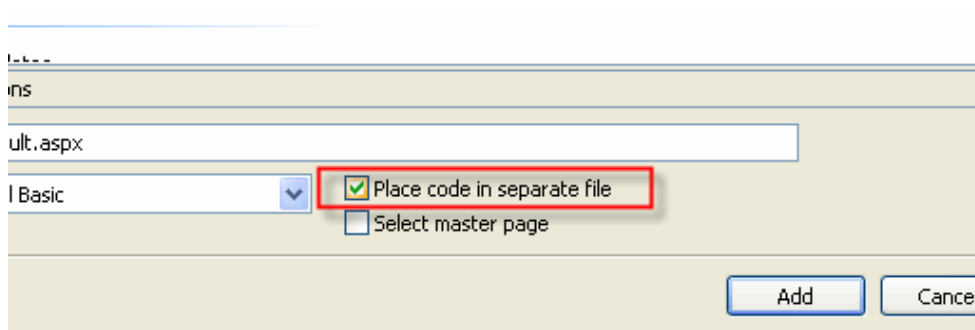 ons
ult.aspx
l Basic
Place code in separate file
Select master page
Add
Cance